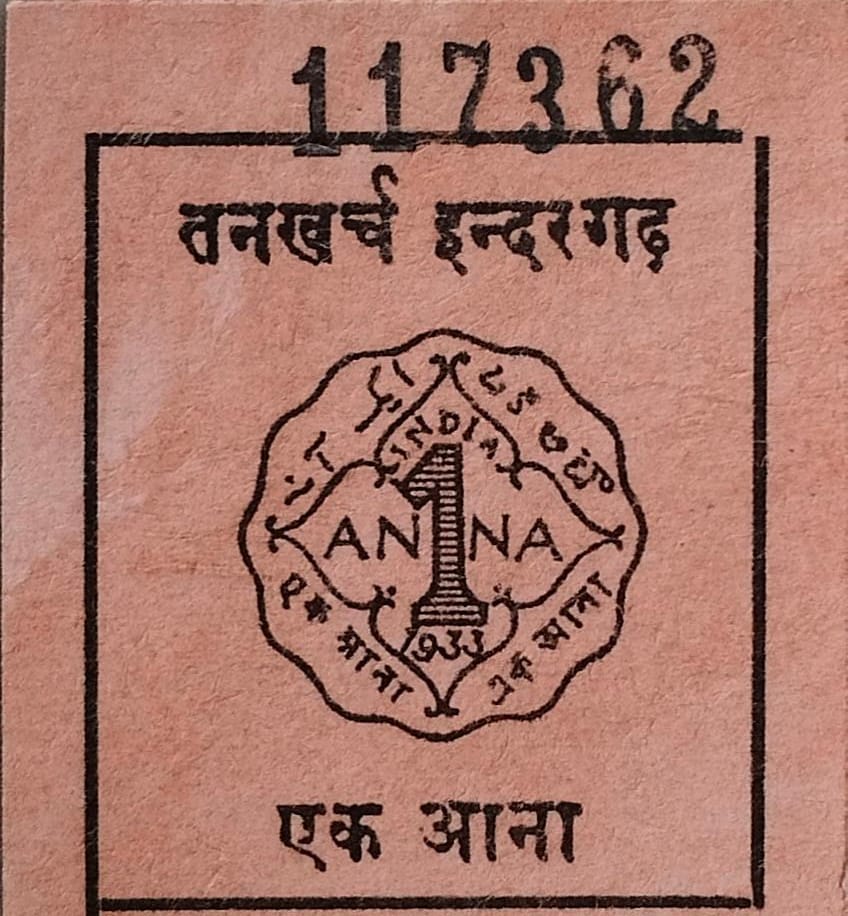 117362
तनखर्च इन्दरगढ़
INDIA
1
ANNA
1933
एक आना
एक आना
एक आना